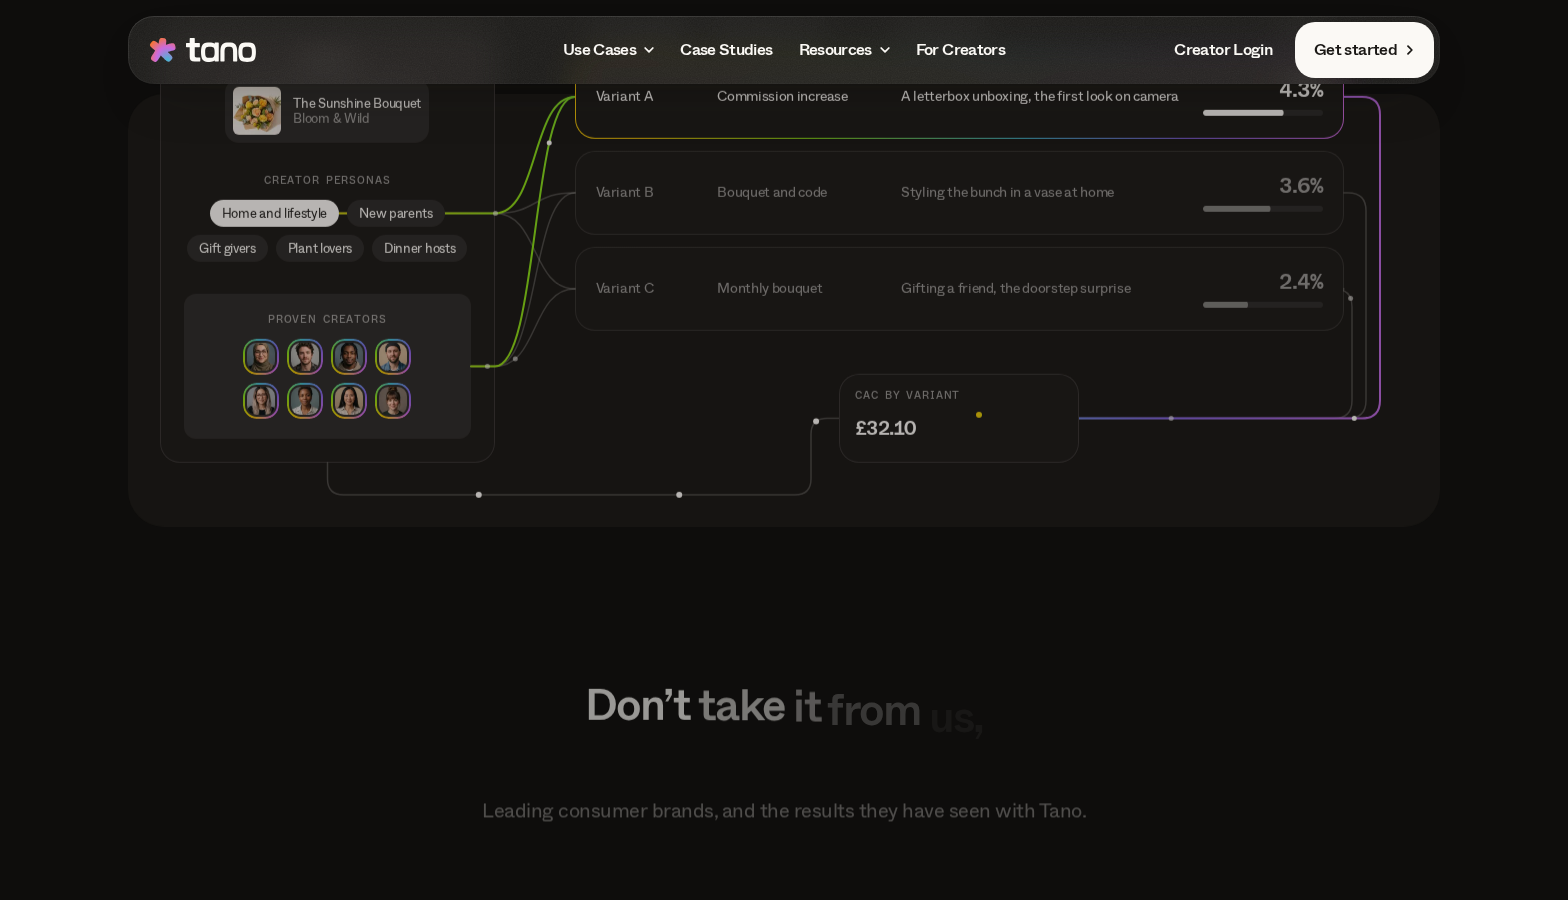 tano
Use Cases
Case Studies
Resources
For Creators
Creator Login
Get started
The Sunshine Bouquet
Bloom & Wild
CREATOR PERSONAS
Home and lifestyle
New parents
Gift givers
Plant lovers
Dinner hosts
PROVEN CREATORS
Variant A
Commission increase
A letterbox unboxing, the first look on camera
4.3%
Variant B
Bouquet and code
Styling the bunch in a vase at home
3.6%
Variant C
Monthly bouquet
Gifting a friend, the doorstep surprise
2.4%
CAC BY VARIANT
£32.10
Don’t take it from us,
Leading consumer brands, and the results they have seen with Tano.